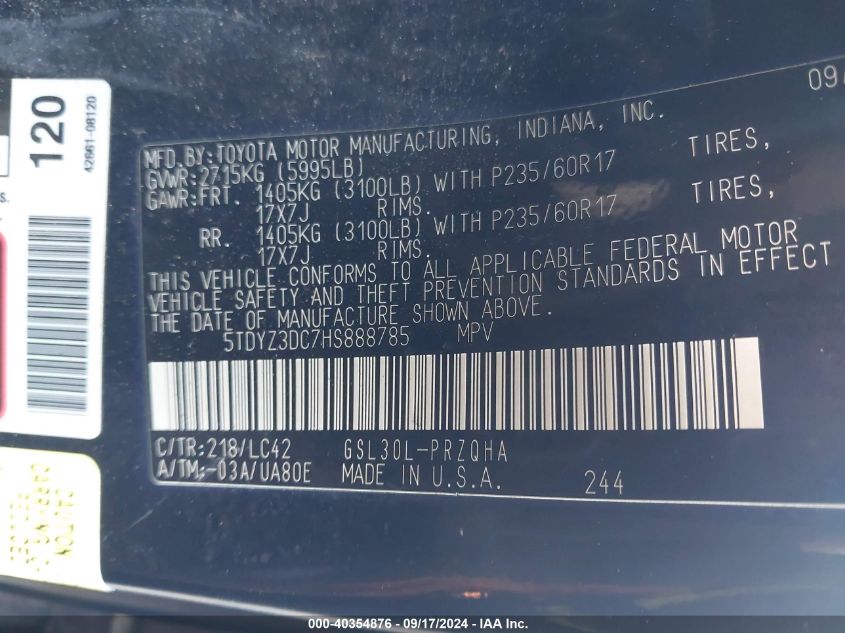 09/
MFD.BY:TOYOTA MOTOR MANUFACTURING, INDIANA, INC.
GVWR:2715KG (5995LB)
GAWR:FRT. 1405KG (3100LB) WITH P235/60R17 TIRES,
17X7J RIMS.
RR. 1405KG (3100LB) WITH P235/60R17 TIRES,
17X7J RIMS.
THIS VEHICLE CONFORMS TO ALL APPLICABLE FEDERAL MOTOR
VEHICLE SAFETY AND THEFT PREVENTION STANDARDS IN EFFECT
THE DATE OF MANUFACTURE SHOWN ABOVE.
5TDYZ3DC7HS888785 MPV
C/TR:218/LC42 GSL30L-PRZQHA
A/TM:-03A/UA80E MADE IN U.S.A. 244
120
42661-08120
s.
000-40354876 - 09/17/2024 - IAA Inc.